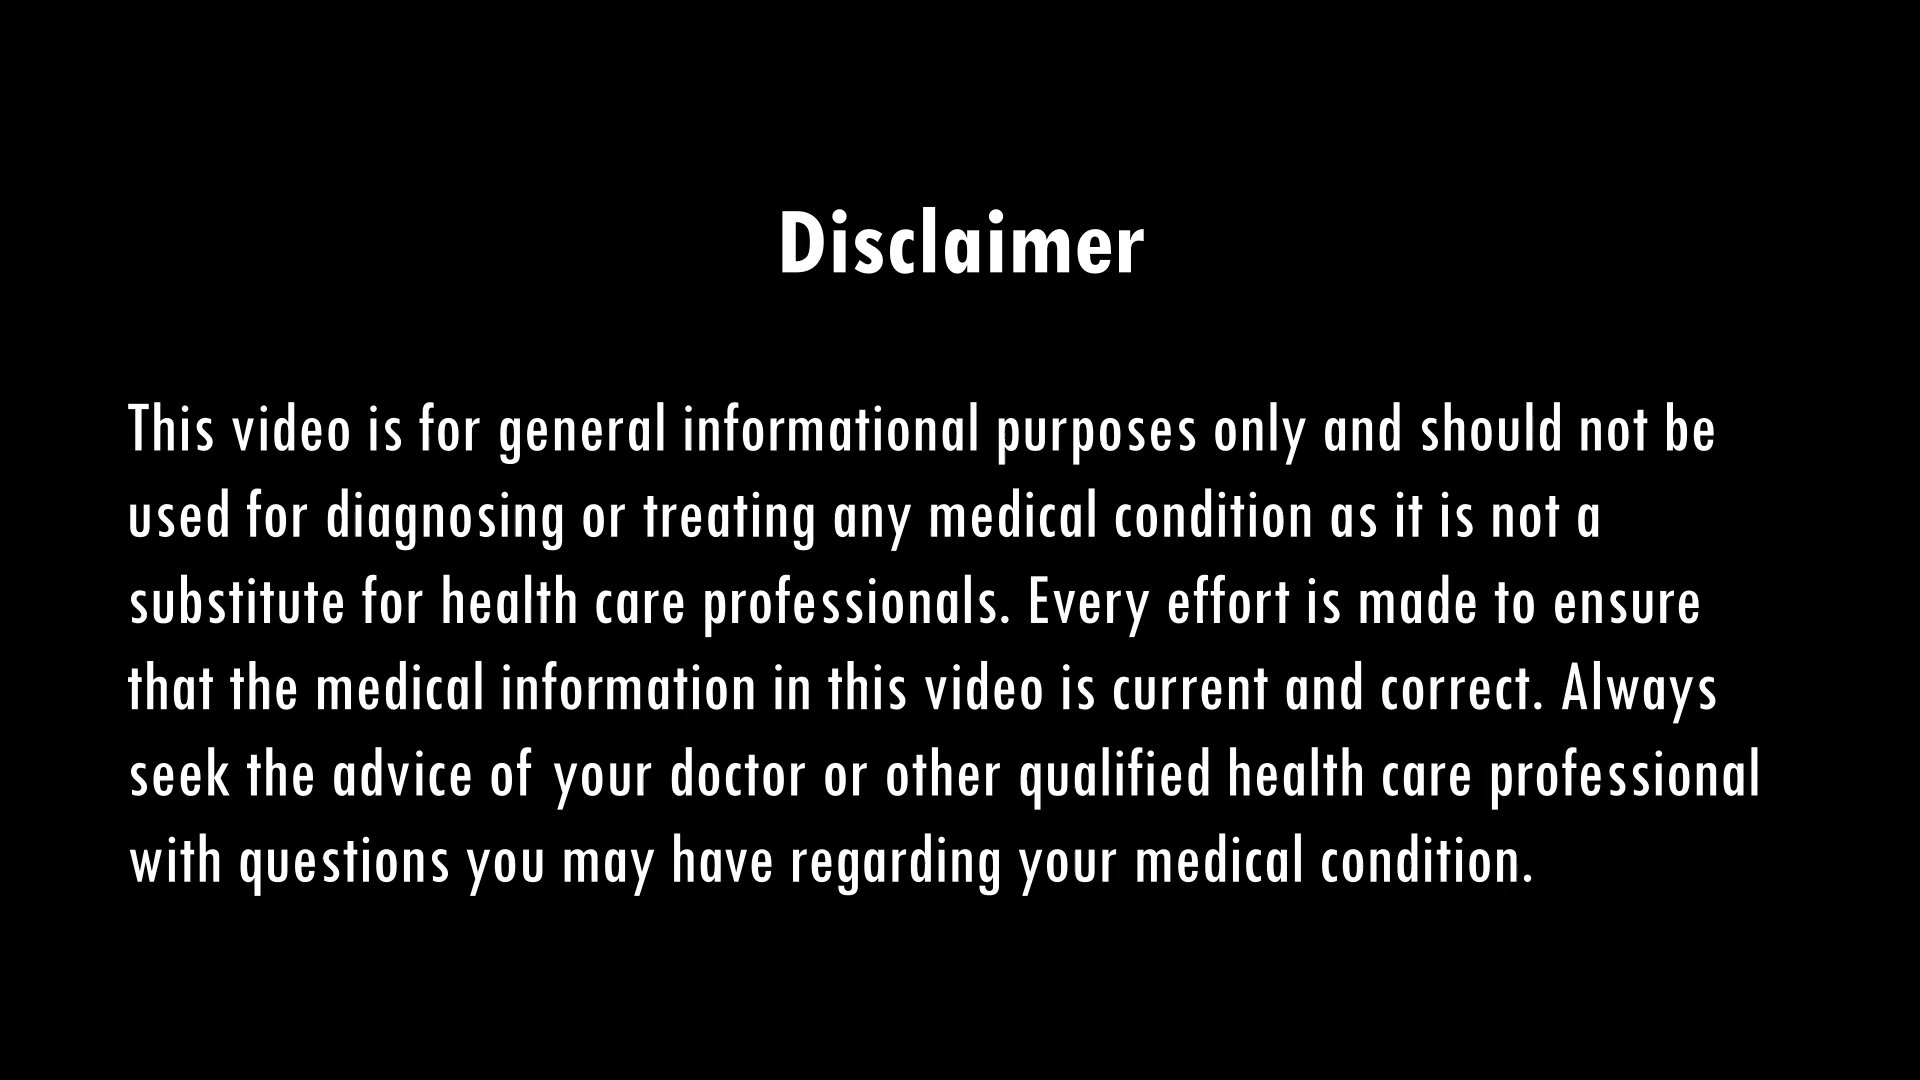 Disclaimer
This video is for general informational purposes only and should not be
used for diagnosing or treating any medical condition as it is not a
substitute for health care professionals. Every effort is made to ensure
that the medical information in this video is current and correct. Always
seek the advice of your doctor or other qualified health care professional
with questions you may have regarding your medical condition.